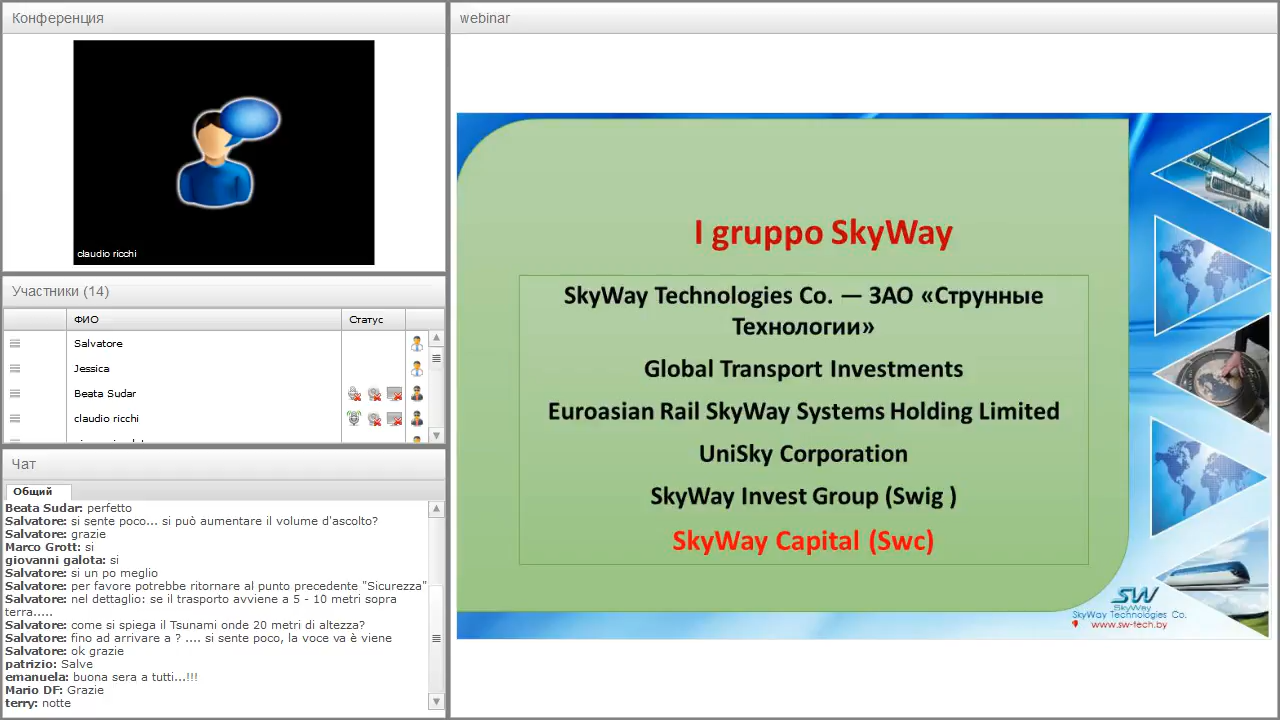 Конференция
claudio ricchi
Участники (14)
ФИО
Статус
Salvatore
Jessica
Beata Sudar
claudio ricchi
Чат
Общий
Beata Sudar: perfetto
Salvatore: si sente poco... si può aumentare il volume d'ascolto?
Salvatore: grazie
Marco Grott: si
giovanni galota: si
Salvatore: si un po meglio
Salvatore: per favore potrebbe ritornare al punto precedente "Sicurezza"
Salvatore: nel dettaglio: se il trasporto avviene a 5 - 10 metri sopra
terra.....
Salvatore: come si spiega il Tsunami onde 20 metri di altezza?
Salvatore: fino ad arrivare a ? .... si sente poco, la voce va è viene
Salvatore: ok grazie
patrizio: Salve
emanuela: buona sera a tutti...!!!
Mario DF: Grazie
terry: notte
webinar
I gruppo SkyWay
SkyWay Technologies Co. — ЗАО «Струнные
Технологии»
Global Transport Investments
Euroasian Rail SkyWay Systems Holding Limited
UniSky Corporation
SkyWay Invest Group (Swig )
SkyWay Capital (Swc)
SW
SkyWay
SkyWay Technologies Co.
www.sw-tech.by